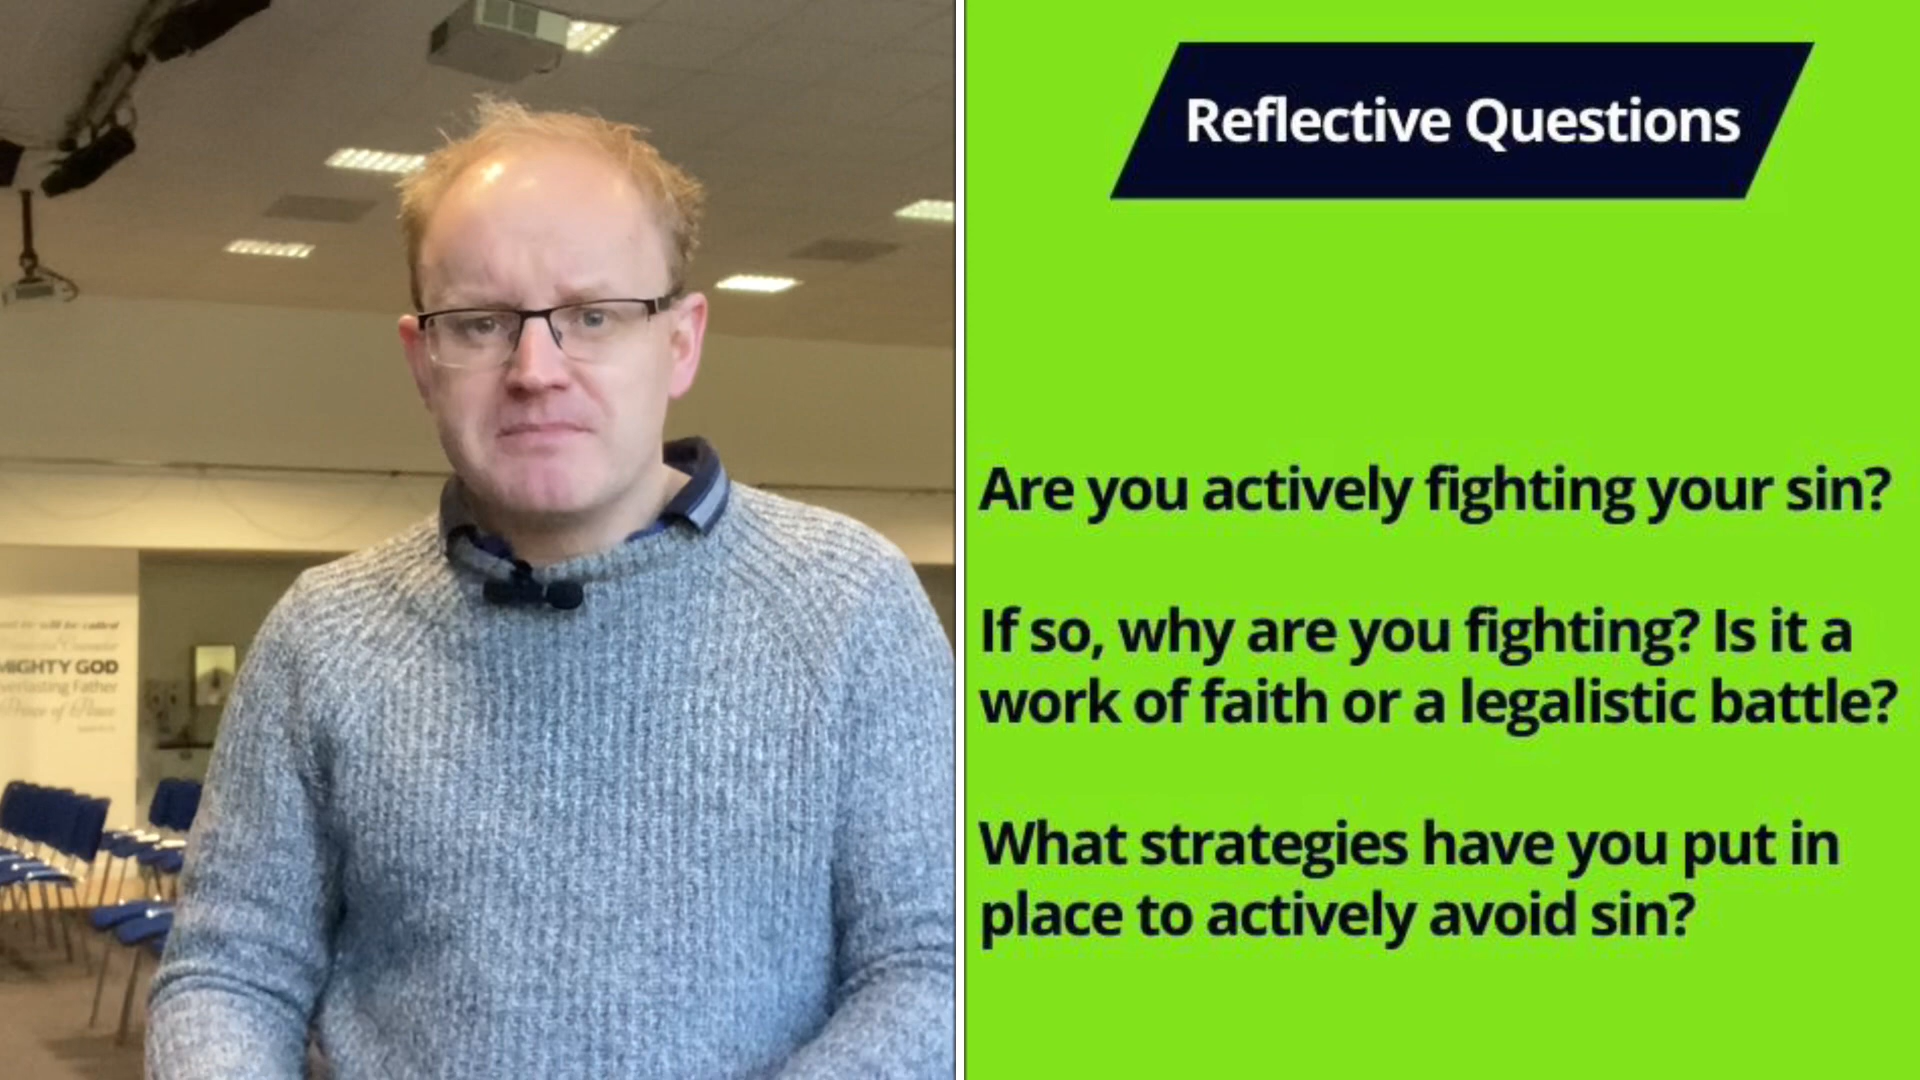 MIGHTY GOD
Reflective Questions
Are you actively fighting your sin?
If so, why are you fighting? Is it a
work of faith or a legalistic battle?
What strategies have you put in
place to actively avoid sin?